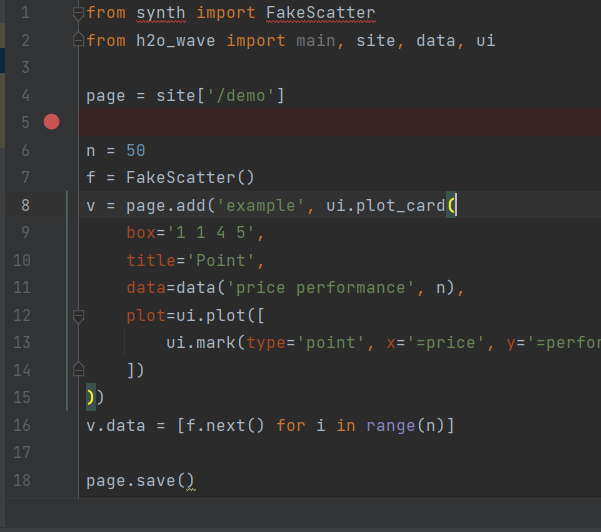 1 from synth import FakeScatter
2 from h2o_wave import main, site, data, ui
3
4 page = site['/demo']
5
6 n = 50
7 f = FakeScatter()
8 v = page.add('example', ui.plot_card(
9     box='1 1 4 5',
10     title='Point',
11     data=data('price performance', n),
12     plot=ui.plot([
13         ui.mark(type='point', x='=price', y='=perfor
14     ])
15 ))
16 v.data = [f.next() for i in range(n)]
17
18 page.save()